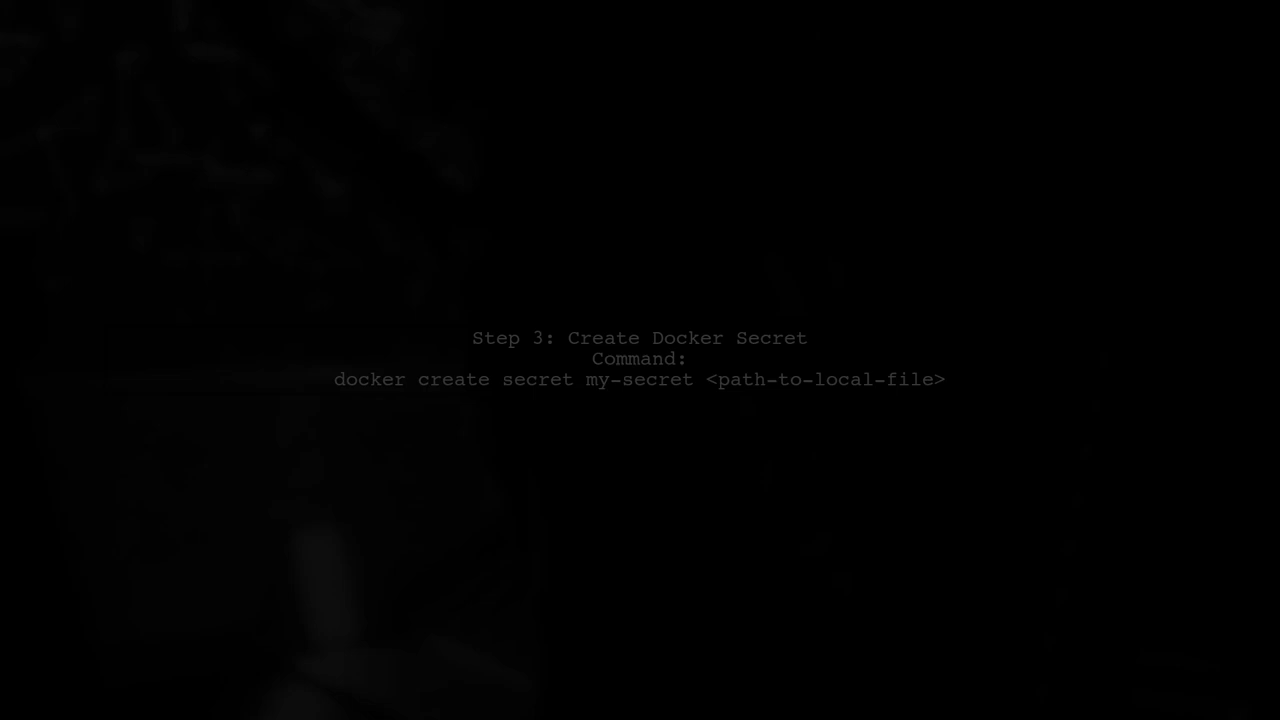 Step 3: Create Docker Secret
Command:
docker create secret my-secret <path-to-local-file>